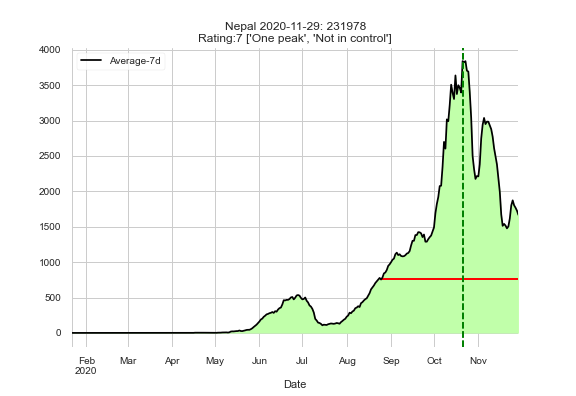 Nepal 2020-11-29: 231978
Rating:7 ['One peak', 'Not in control']
Average-7d
4000
3500
3000
2500
2000
1500
1000
500
0
Feb Mar Apr May Jun Jul Aug Sep Oct Nov
2020
Date